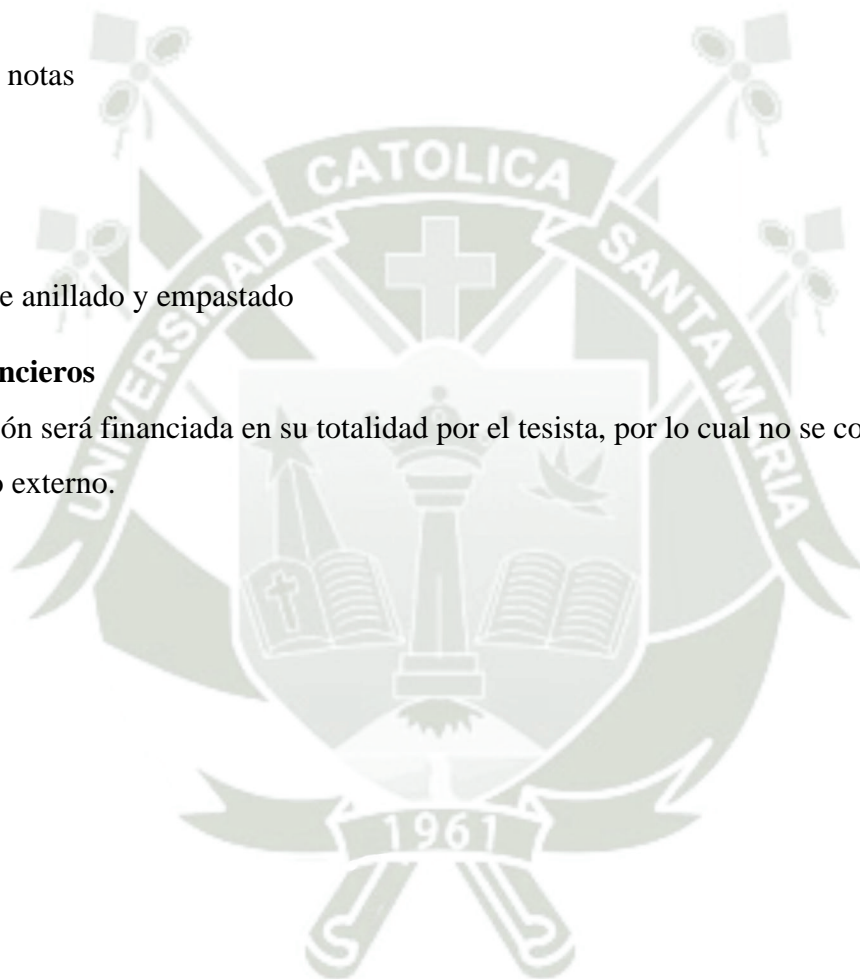 notas
e anillado y empastado
ncieros
ón será financiada en su totalidad por el tesista, por lo cual no se co
o externo.
UNIVERSIDAD CATOLICA SANTA MARIA
1961